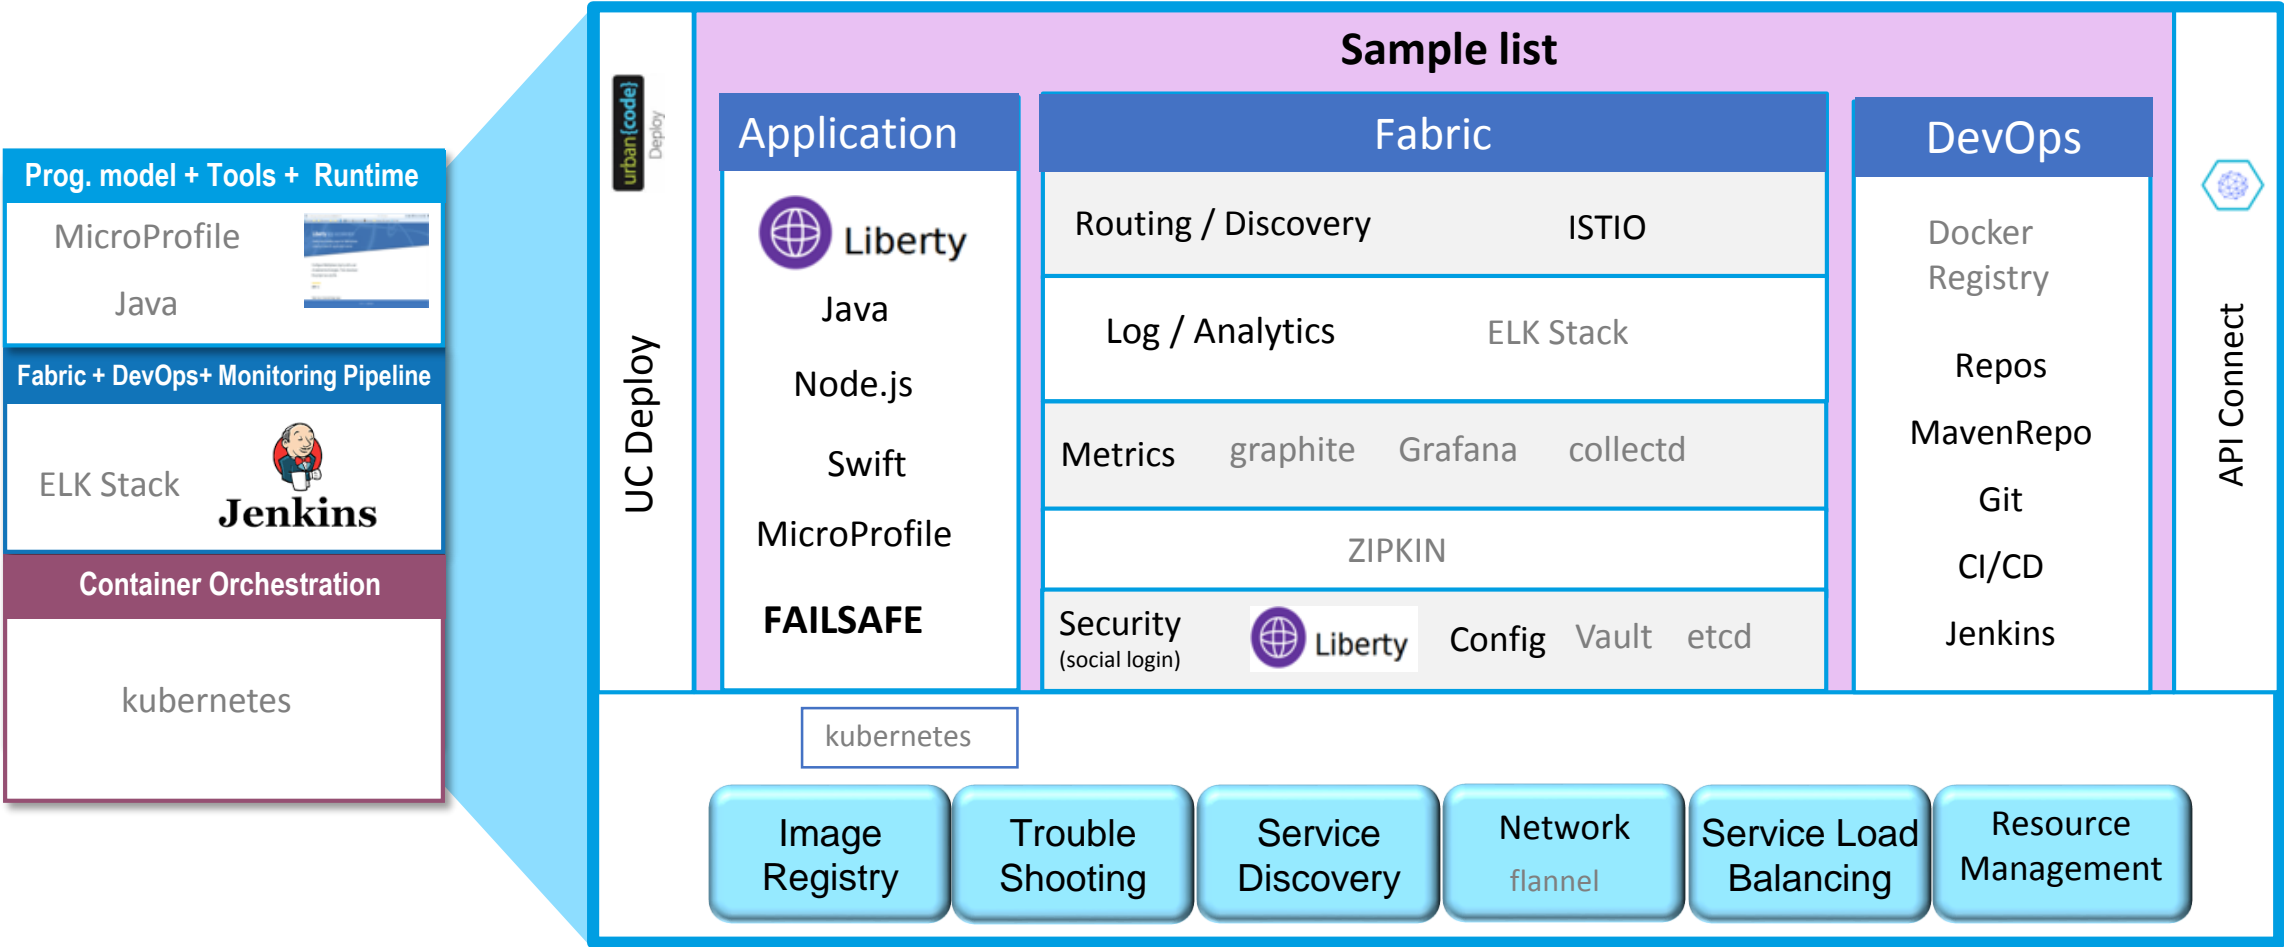 Prog. model + Tools + Runtime
MicroProfile
Java
Fabric + DevOps+ Monitoring Pipeline
ELK Stack
Jenkins
Container Orchestration
kubernetes
urban{code}
Deploy
UC Deploy
Sample list
Application
Liberty
Java
Node.js
Swift
MicroProfile
FAILSAFE
Fabric
Routing / Discovery ISTIO
Log / Analytics ELK Stack
Metrics graphite Grafana collectd
ZIPKIN
Security
(social login)
Liberty
Config Vault etcd
DevOps
Docker
Registry
Repos
MavenRepo
Git
CI/CD
Jenkins
API Connect
kubernetes
Image
Registry
Trouble
Shooting
Service
Discovery
Network
flannel
Service Load
Balancing
Resource
Management